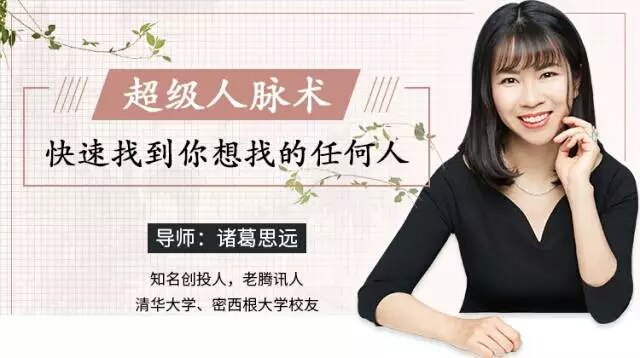 超级人脉术
快速找到你想找的任何人
导师：诸葛思远
知名创投人，老腾讯人
清华大学、密西根大学校友